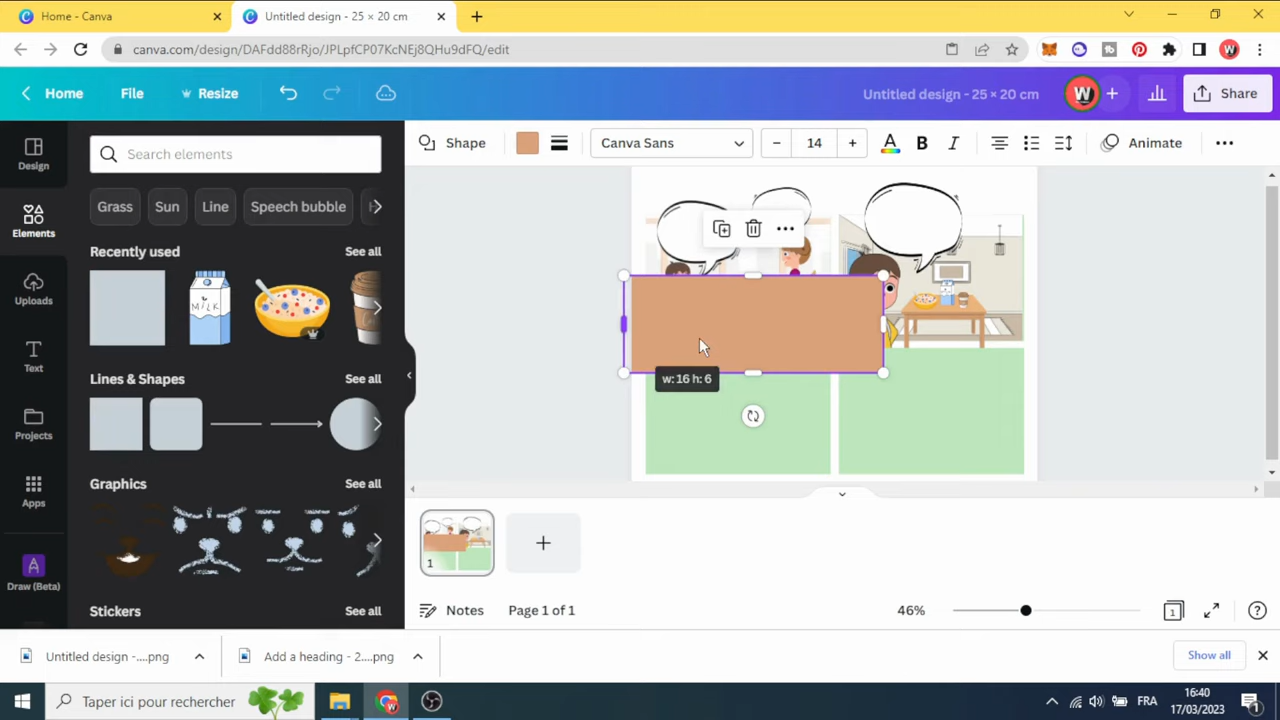 Home - Canva
Untitled design - 25 × 20 cm
canva.com/design/DAFdd88rRjo/JPLpfCP07KcNEj8QHu9dFQ/edit
Home
File
Resize
Untitled design - 25 × 20 cm
W
Share
Design
Elements
Uploads
Text
Projects
Apps
Draw (Beta)
Search elements
Shape
Canva Sans
14
A
B
I
Animate
Grass
Sun
Line
Speech bubble
Recently used
See all
MILK
Lines & Shapes
See all
w: 16 h: 6
Graphics
See all
1
Stickers
See all
Notes
Page 1 of 1
46%
1
Untitled design -....png
Add a heading - 2....png
Show all
Taper ici pour rechercher
FRA
16:40
17/03/2023
1